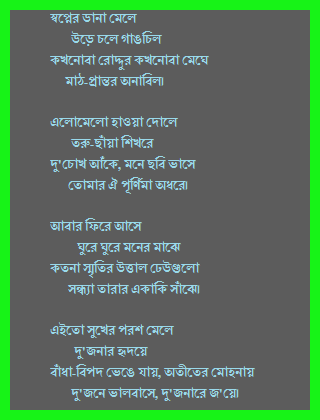 স্বপ্নের ডানা মেলে
উড়ে চলে গাঙচিল
কখনোবা রোদ্দুর কখনোবা মেঘে
মাঠ-প্রান্তর অনাবিল।
এলোমেলো হাওয়া দোলে
তরু-ছাঁয়া শিখরে
দু'চোখ আঁকে, মনে ছবি ভাসে
তোমার ঐ পূর্ণিমা অধরে।
আবার ফিরে আসে
ঘুরে ঘুরে মনের মাঝে
কতনা স্মৃতির উত্তাল ঢেউগুলো
সন্ধ্যা তারার একাকি সাঁঝে।
এইতো সুখের পরশ মেলে
দু'জনার হৃদয়ে
বাঁধা-বিপদ ভেঙে যায়, অতীতের মোহনায়
দু'জনে ভালবাসে, দু'জনারে জ'য়ে।